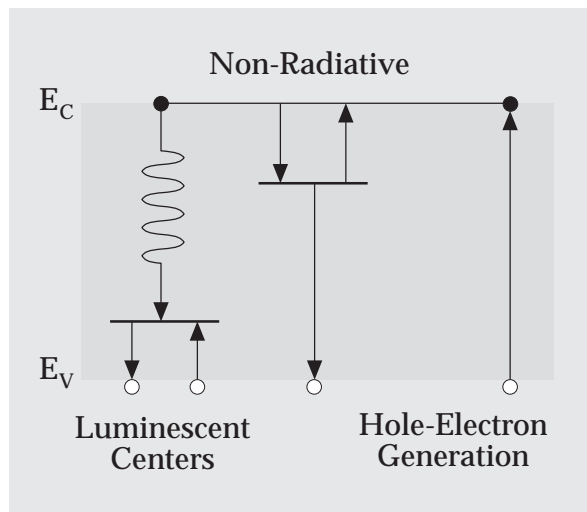 Non-Radiative
E_C
E_V
Luminescent
Centers
Hole-Electron
Generation